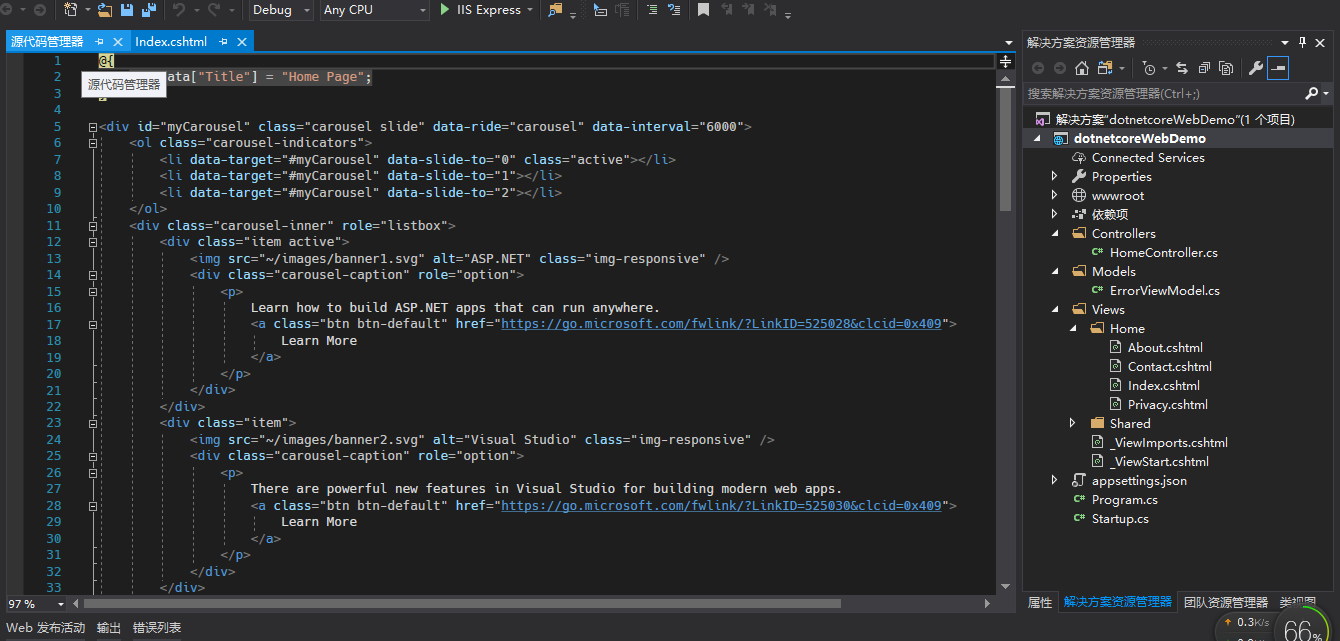 Debug Any CPU IIS Express
源代码管理器 Index.cshtml
源代码管理器
1 @{
2 ata["Title"] = "Home Page";
3 }
4
5 <div id="myCarousel" class="carousel slide" data-ride="carousel" data-interval="6000">
6 <ol class="carousel-indicators">
7 <li data-target="#myCarousel" data-slide-to="0" class="active"></li>
8 <li data-target="#myCarousel" data-slide-to="1"></li>
9 <li data-target="#myCarousel" data-slide-to="2"></li>
10 </ol>
11 <div class="carousel-inner" role="listbox">
12 <div class="item active">
13 <img src="~/images/banner1.svg" alt="ASP.NET" class="img-responsive" />
14 <div class="carousel-caption" role="option">
15 <p>
16 Learn how to build ASP.NET apps that can run anywhere.
17 <a class="btn btn-default" href="https://go.microsoft.com/fwlink/?LinkID=525028&clcid=0x409">
18 Learn More
19 </a>
20 </p>
21 </div>
22 </div>
23 <div class="item">
24 <img src="~/images/banner2.svg" alt="Visual Studio" class="img-responsive" />
25 <div class="carousel-caption" role="option">
26 <p>
27 There are powerful new features in Visual Studio for building modern web apps.
28 <a class="btn btn-default" href="https://go.microsoft.com/fwlink/?LinkID=525030&clcid=0x409">
29 Learn More
30 </a>
31 </p>
32 </div>
33 </div>
97 %
Web 发布活动 输出 错误列表
解决方案资源管理器
搜索解决方案资源管理器(Ctrl+;)
解决方案"dotnetcoreWebDemo"(1 个项目)
dotnetcoreWebDemo
Connected Services
Properties
wwwroot
依赖项
Controllers
C# HomeController.cs
Models
C# ErrorViewModel.cs
Views
Home
About.cshtml
Contact.cshtml
Index.cshtml
Privacy.cshtml
Shared
_ViewImports.cshtml
_ViewStart.cshtml
appsettings.json
C# Program.cs
C# Startup.cs
属性 解决方案资源管理器 团队资源管理器 类视图
0.3K/s
66%